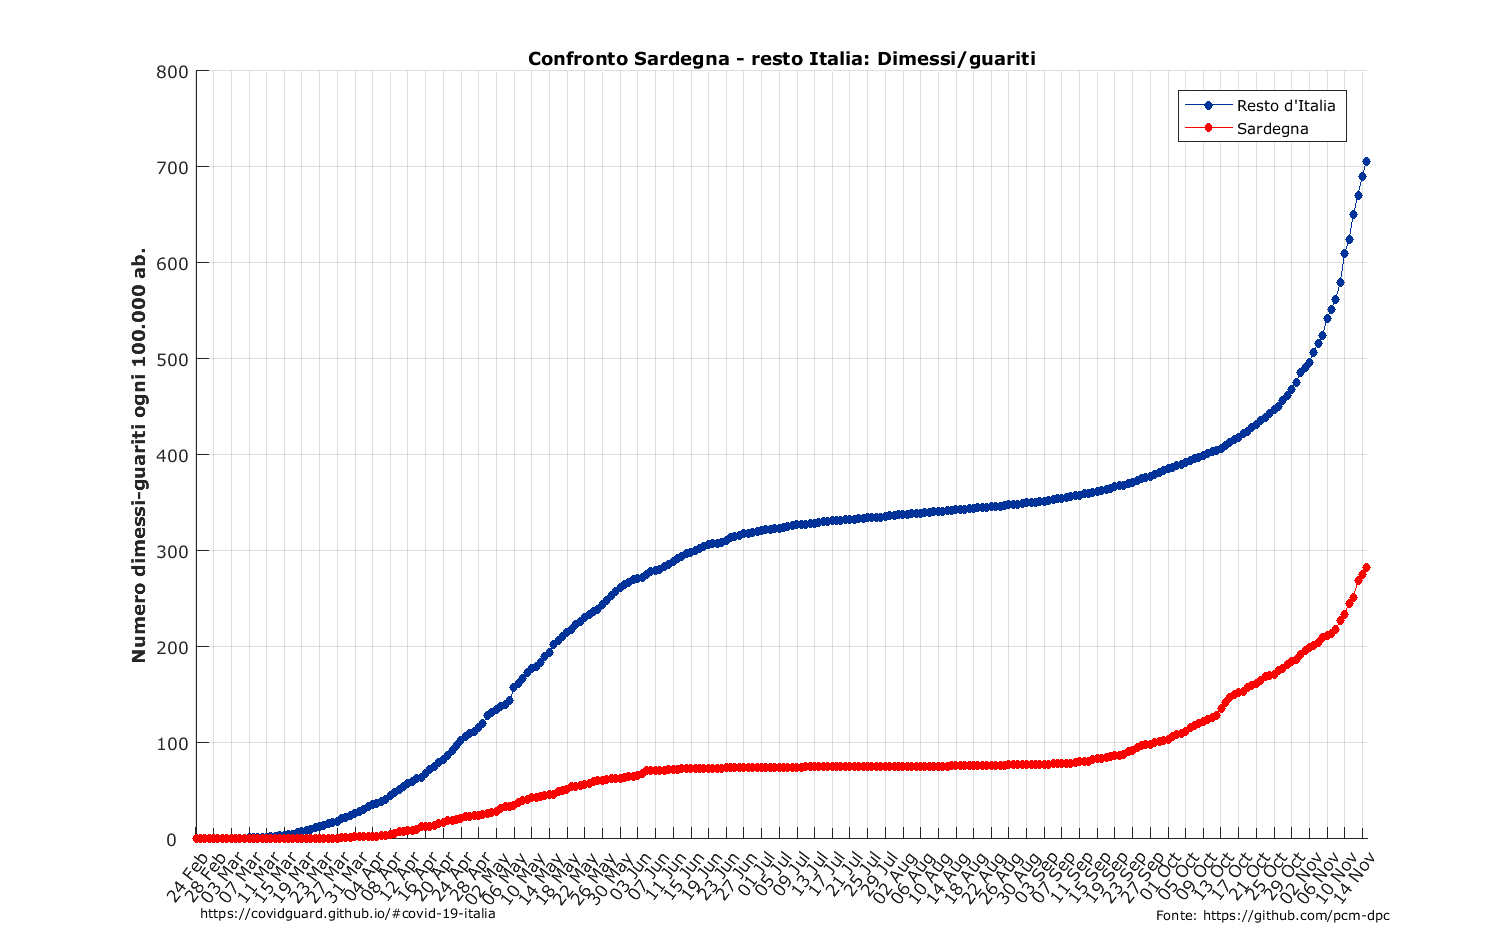 Confronto Sardegna - resto Italia: Dimessi/guariti
Resto d'Italia
Sardegna
Numero dimessi-guariti ogni 100.000 ab.
800
700
600
500
400
300
200
100
0
24 Feb
28 Feb
03 Mar
07 Mar
11 Mar
15 Mar
19 Mar
23 Mar
27 Mar
31 Mar
04 Apr
08 Apr
12 Apr
16 Apr
20 Apr
24 Apr
28 Apr
02 May
06 May
10 May
14 May
18 May
22 May
26 May
30 May
03 Jun
07 Jun
11 Jun
15 Jun
19 Jun
23 Jun
27 Jun
01 Jul
05 Jul
09 Jul
13 Jul
17 Jul
21 Jul
25 Jul
29 Jul
02 Aug
06 Aug
10 Aug
14 Aug
18 Aug
22 Aug
26 Aug
30 Aug
03 Sep
07 Sep
11 Sep
15 Sep
19 Sep
23 Sep
27 Sep
01 Oct
05 Oct
09 Oct
13 Oct
17 Oct
21 Oct
25 Oct
29 Oct
02 Nov
06 Nov
10 Nov
14 Nov
https://covidguard.github.io/#covid-19-italia
Fonte: https://github.com/pcm-dpc